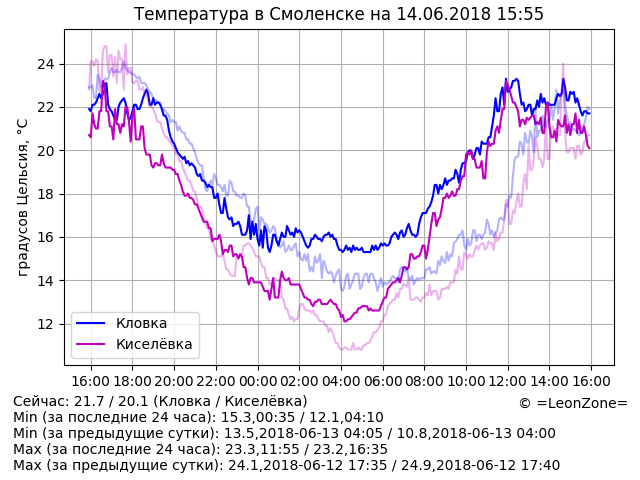 Температура в Смоленске на 14.06.2018 15:55
градусов Цельсия, °C
24
22
20
18
16
14
12
Кловка
Киселёвка
16:00 18:00 20:00 22:00 00:00 02:00 04:00 06:00 08:00 10:00 12:00 14:00 16:00
Сейчас: 21.7 / 20.1 (Кловка / Киселёвка)
© =LeonZone=
Min (за последние 24 часа): 15.3,00:35 / 12.1,04:10
Min (за предыдущие сутки): 13.5,2018-06-13 04:05 / 10.8,2018-06-13 04:00
Max (за последние 24 часа): 23.3,11:55 / 23.2,16:35
Max (за предыдущие сутки): 24.1,2018-06-12 17:35 / 24.9,2018-06-12 17:40